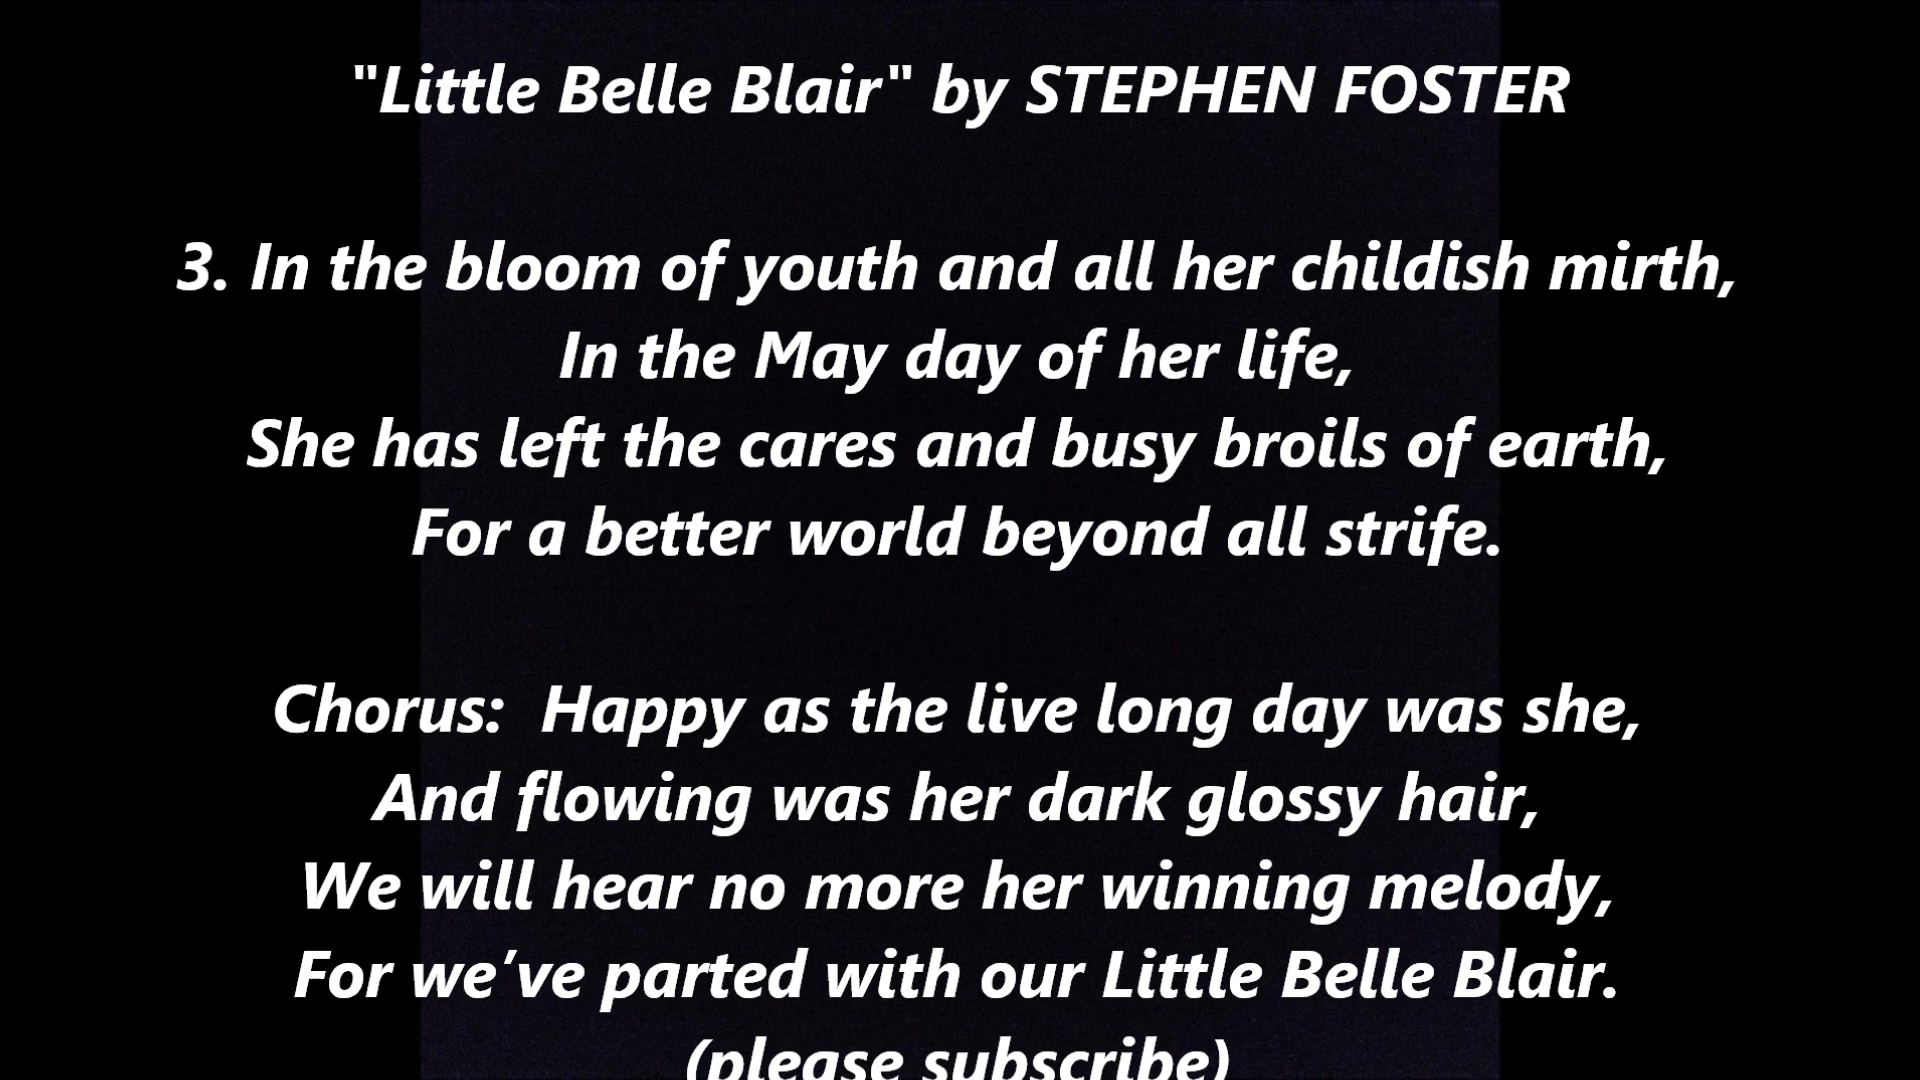 "Little Belle Blair" by STEPHEN FOSTER
3. In the bloom of youth and all her childish mirth,
In the May day of her life,
She has left the cares and busy broils of earth,
For a better world beyond all strife.
Chorus:  Happy as the live long day was she,
And flowing was her dark glossy hair,
We will hear no more her winning melody,
For we’ve parted with our Little Belle Blair.
(please subscribe)